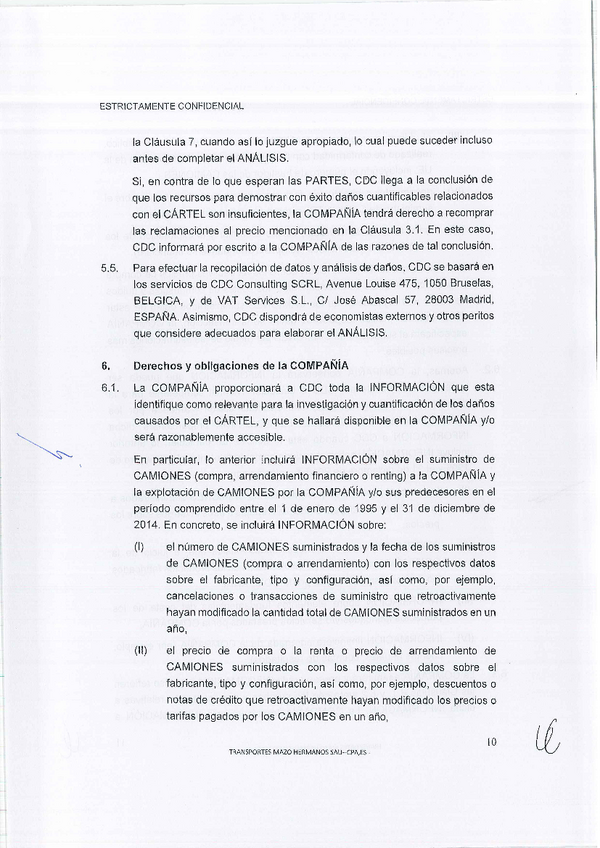 ESTRICTAMENTE CONFIDENCIAL
la Cláusula 7, cuando así lo juzgue apropiado, lo cual puede suceder incluso
antes de completar el ANÁLISIS.
Si, en contra de lo que esperan las PARTES, CDC llega a la conclusión de
que los recursos para demostrar con éxito daños cuantificables relacionados
con el CÁRTEL son insuficientes, la COMPAÑÍA tendrá derecho a recomprar
las reclamaciones al precio mencionado en la Cláusula 3.1. En este caso,
CDC informará por escrito a la COMPAÑÍA de las razones de tal conclusión.
5.5. Para efectuar la recopilación de datos y análisis de daños, CDC se basará en
los servicios de CDC Consulting SCRL, Avenue Louise 475, 1050 Bruselas,
BELGICA, y de VAT Services S.L., C/ José Abascal 57, 28003 Madrid,
ESPAÑA. Asimismo, CDC dispondrá de economistas externos y otros peritos
que considere adecuados para elaborar el ANÁLISIS.
6. Derechos y obligaciones de la COMPAÑÍA
6.1. La COMPAÑÍA proporcionará a CDC toda la INFORMACIÓN que esta
identifique como relevante para la investigación y cuantificación de los daños
causados por el CÁRTEL, y que se hallará disponible en la COMPAÑÍA y/o
será razonablemente accesible.
En particular, lo anterior incluirá INFORMACIÓN sobre el suministro de
CAMIONES (compra, arrendamiento financiero o renting) a la COMPAÑÍA y
la explotación de CAMIONES por la COMPAÑÍA y/o sus predecesores en el
período comprendido entre el 1 de enero de 1995 y el 31 de diciembre de
2014. En concreto, se incluirá INFORMACIÓN sobre:
(I) el número de CAMIONES suministrados y la fecha de los suministros
de CAMIONES (compra o arrendamiento) con los respectivos datos
sobre el fabricante, tipo y configuración, así como, por ejemplo,
cancelaciones o transacciones de suministro que retroactivamente
hayan modificado la cantidad total de CAMIONES suministrados en un
año,
(II) el precio de compra o la renta o precio de arrendamiento de
CAMIONES suministrados con los respectivos datos sobre el
fabricante, tipo y configuración, así como, por ejemplo, descuentos o
notas de crédito que retroactivamente hayan modificado los precios o
tarifas pagados por los CAMIONES en un año,
10
TRANSPORTES MAZO HERMANOS SAU--CPA,ES-